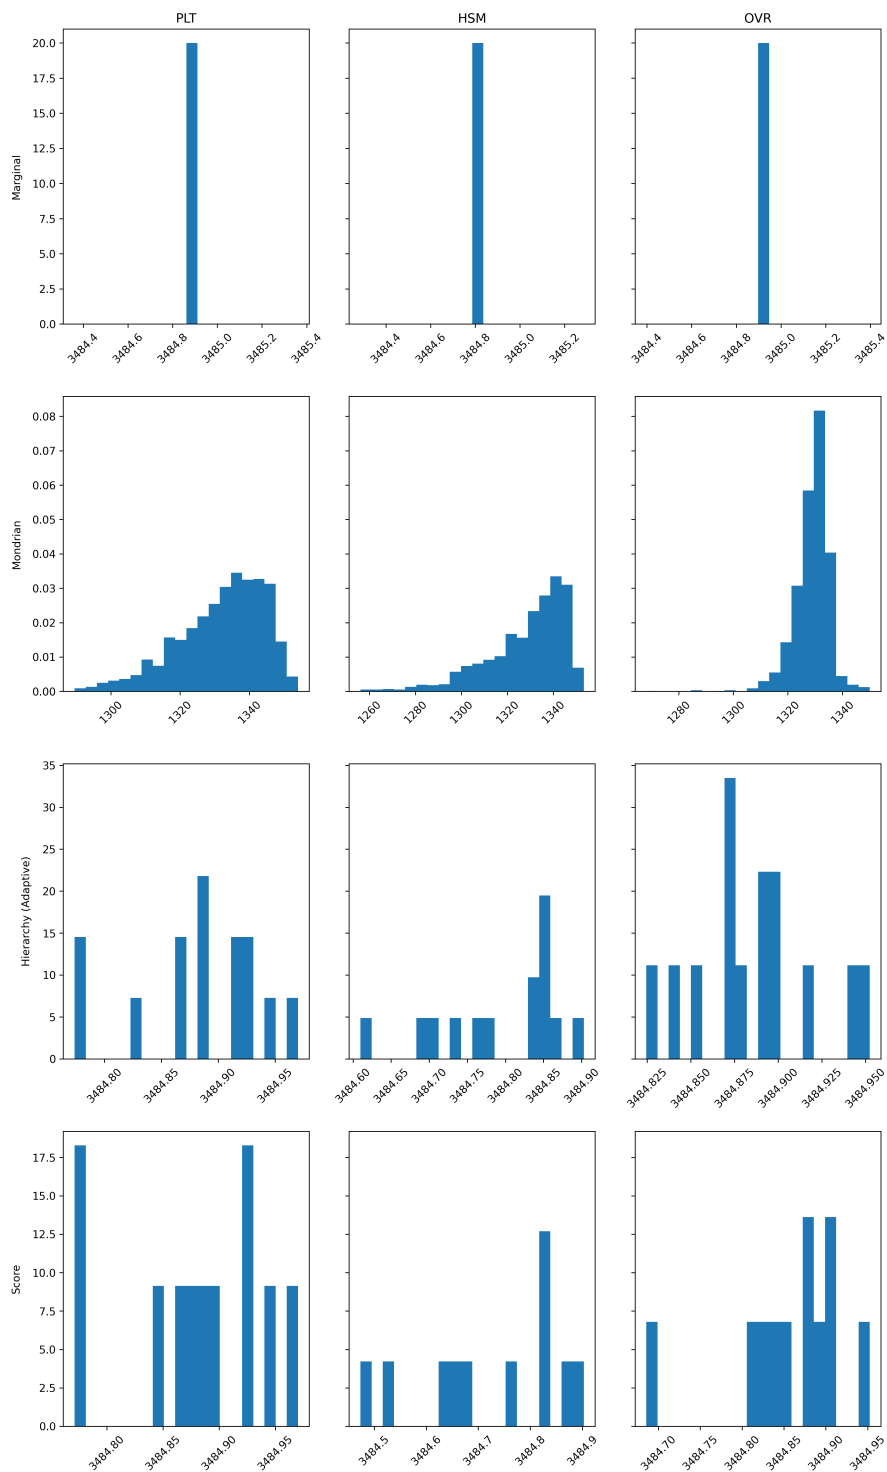 PLT HSM OVR
Marginal
20.0
17.5
15.0
12.5
10.0
7.5
5.0
2.5
0.0
3484.4 3484.6 3484.8 3485.0 3485.2 3485.4
3484.4 3484.6 3484.8 3485.0 3485.2
3484.4 3484.6 3484.8 3485.0 3485.2 3485.4
Mondrian
0.08
0.07
0.06
0.05
0.04
0.03
0.02
0.01
0.00
1300 1320 1340
1260 1280 1300 1320 1340
1280 1300 1320 1340
Hierarchy (Adaptive)
35
30
25
20
15
10
5
0
3484.80 3484.85 3484.90 3484.95
3484.60 3484.65 3484.70 3484.75 3484.80 3484.85 3484.90
3484.825 3484.850 3484.875 3484.900 3484.925 3484.950
Score
17.5
15.0
12.5
10.0
7.5
5.0
2.5
0.0
3484.80 3484.85 3484.90 3484.95
3484.5 3484.6 3484.7 3484.8 3484.9
3484.70 3484.75 3484.80 3484.85 3484.90 3484.95